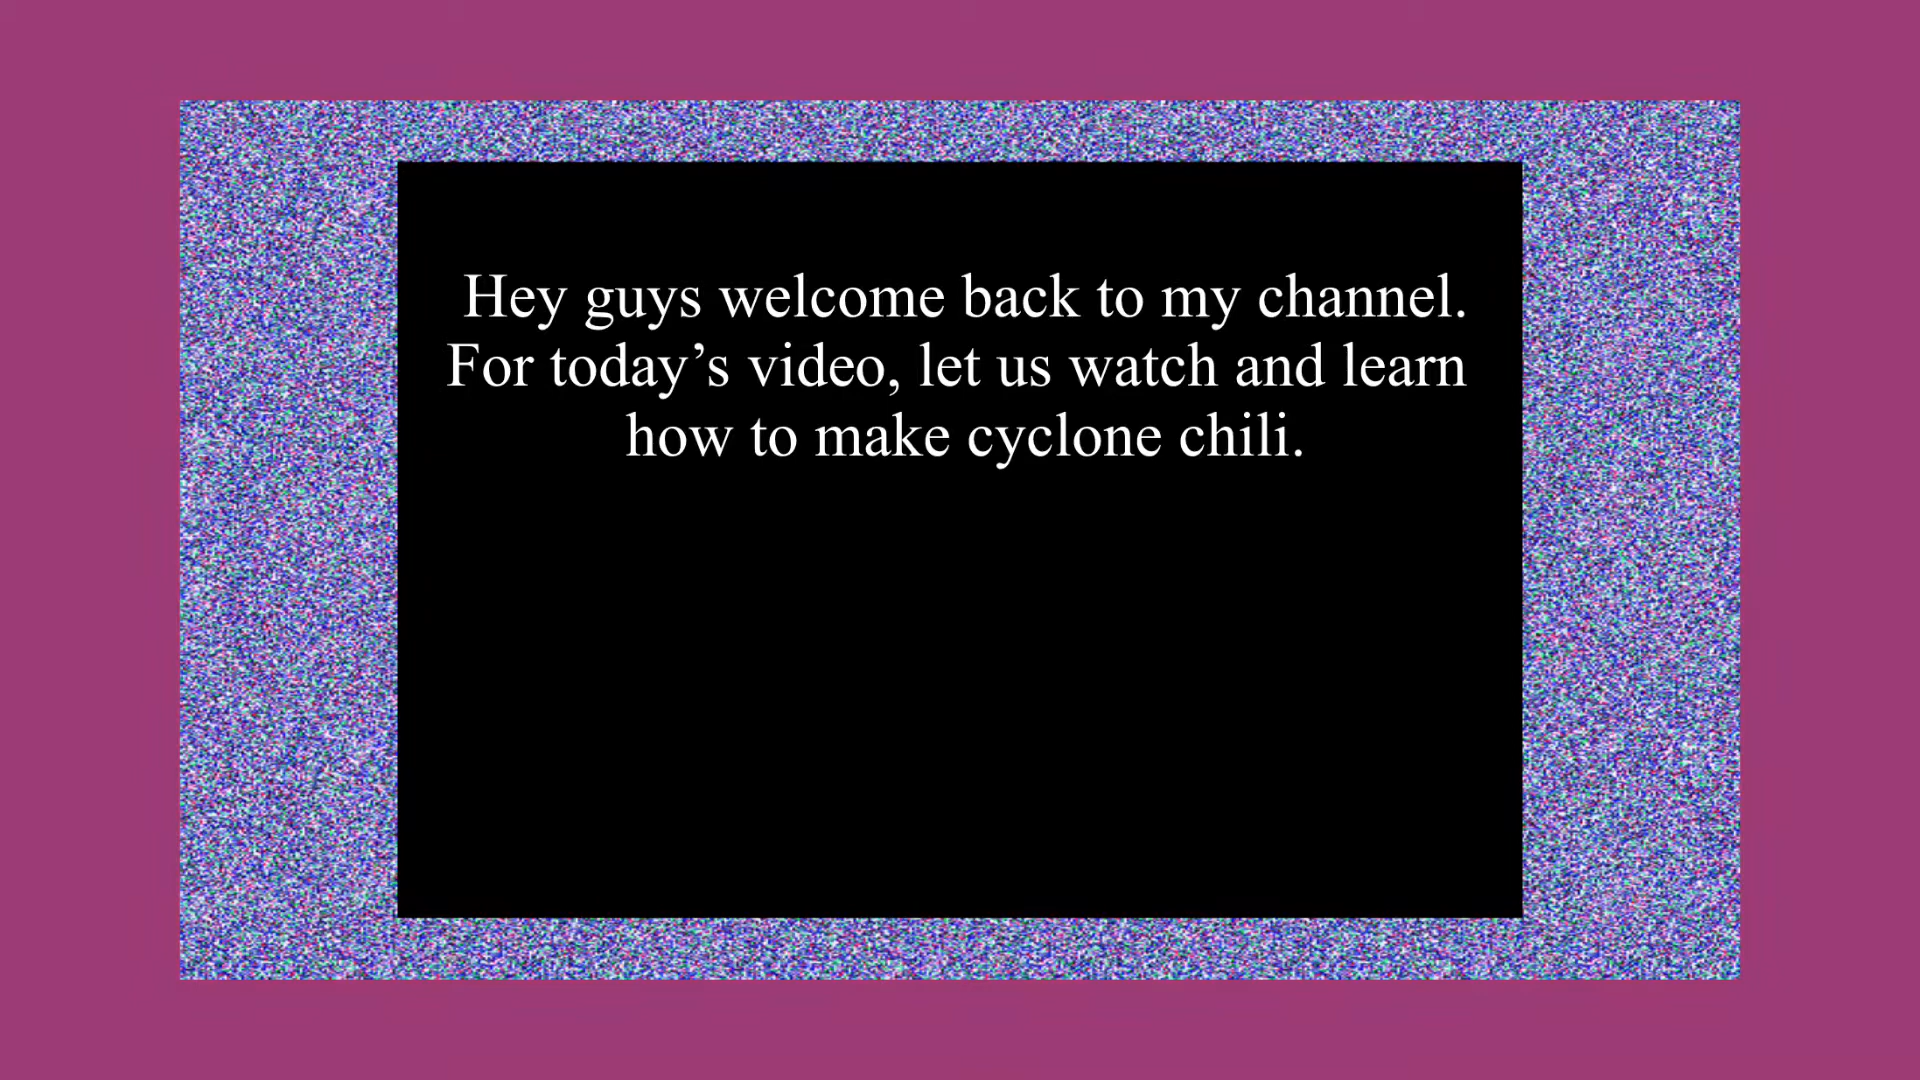 Hey guys welcome back to my channel.
For today’s video, let us watch and learn
how to make cyclone chili.